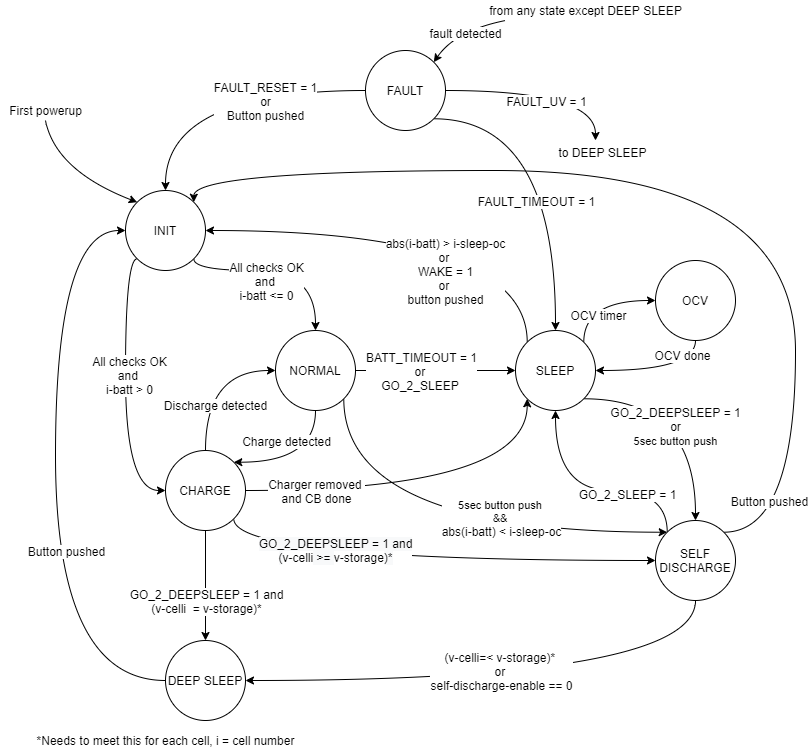 from any state except DEEP SLEEP
fault detected
FAULT
FAULT_RESET = 1
or
Button pushed
FAULT_UV = 1
to DEEP SLEEP
First powerup
FAULT_TIMEOUT = 1
INIT
abs(i-batt) > i-sleep-oc
or
WAKE = 1
or
button pushed
All checks OK
and
i-batt <= 0
OCV
OCV timer
OCV done
All checks OK
and
i-batt > 0
NORMAL
BATT_TIMEOUT = 1
or
GO_2_SLEEP
SLEEP
Discharge detected
Charge detected
GO_2_DEEPSLEEP = 1
or
5sec button push
CHARGE
Charger removed
and CB done
GO_2_SLEEP = 1
Button pushed
5sec button push
&&
abs(i-batt) < i-sleep-oc
GO_2_DEEPSLEEP = 1 and
(v-celli >= v-storage)*
SELF
DISCHARGE
Button pushed
GO_2_DEEPSLEEP = 1 and
(v-celli  = v-storage)*
DEEP SLEEP
(v-celli=< v-storage)*
or
self-discharge-enable == 0
*Needs to meet this for each cell, i = cell number